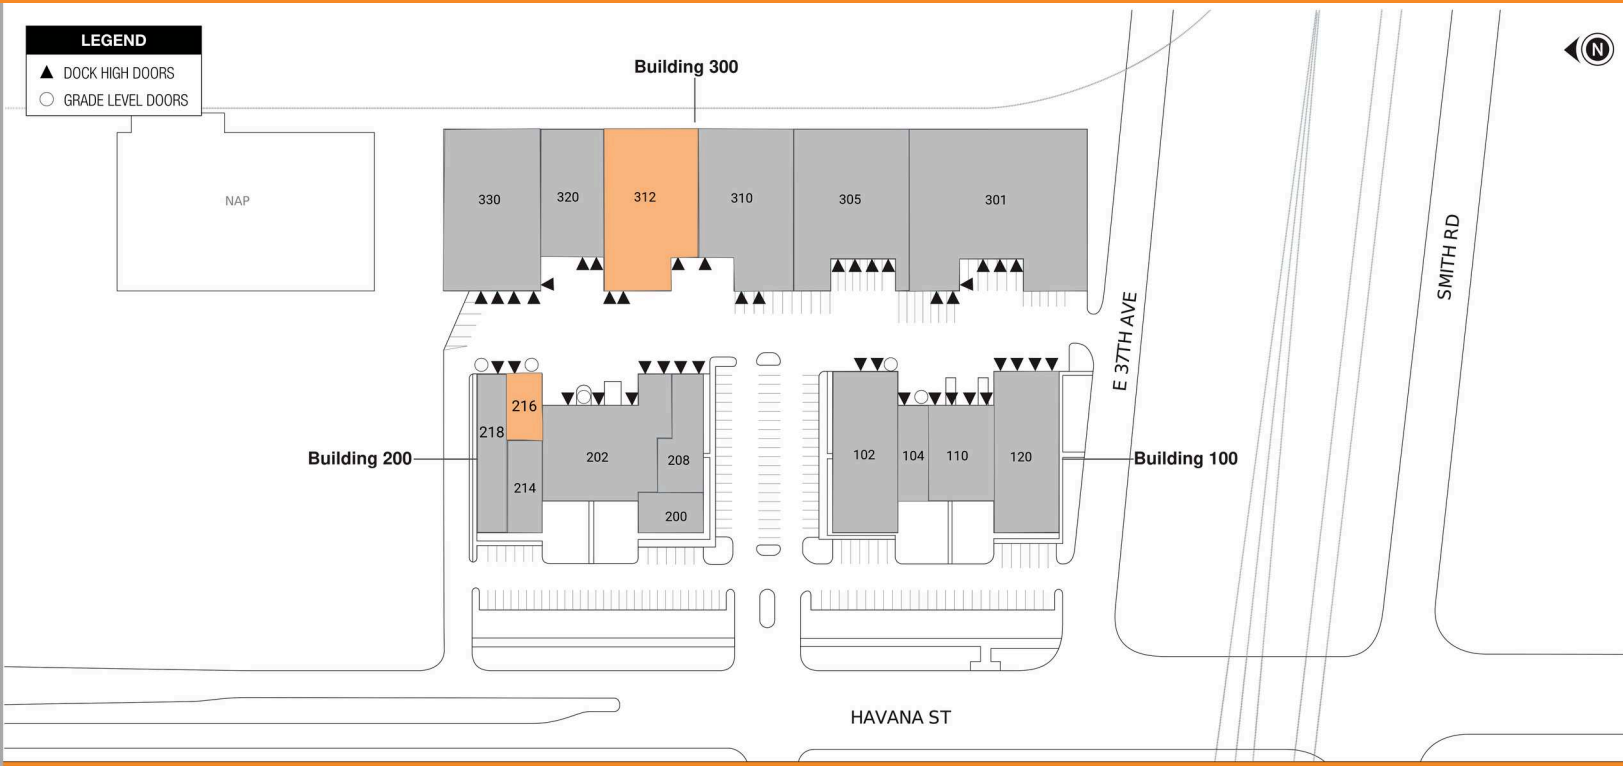 LEGEND
DOCK HIGH DOORS
GRADE LEVEL DOORS
N
Building 300
NAP
330
320
312
310
305
301
E 37TH AVE
SMITH RD
216
218
214
202
208
200
Building 200
102
104
110
120
Building 100
HAVANA ST